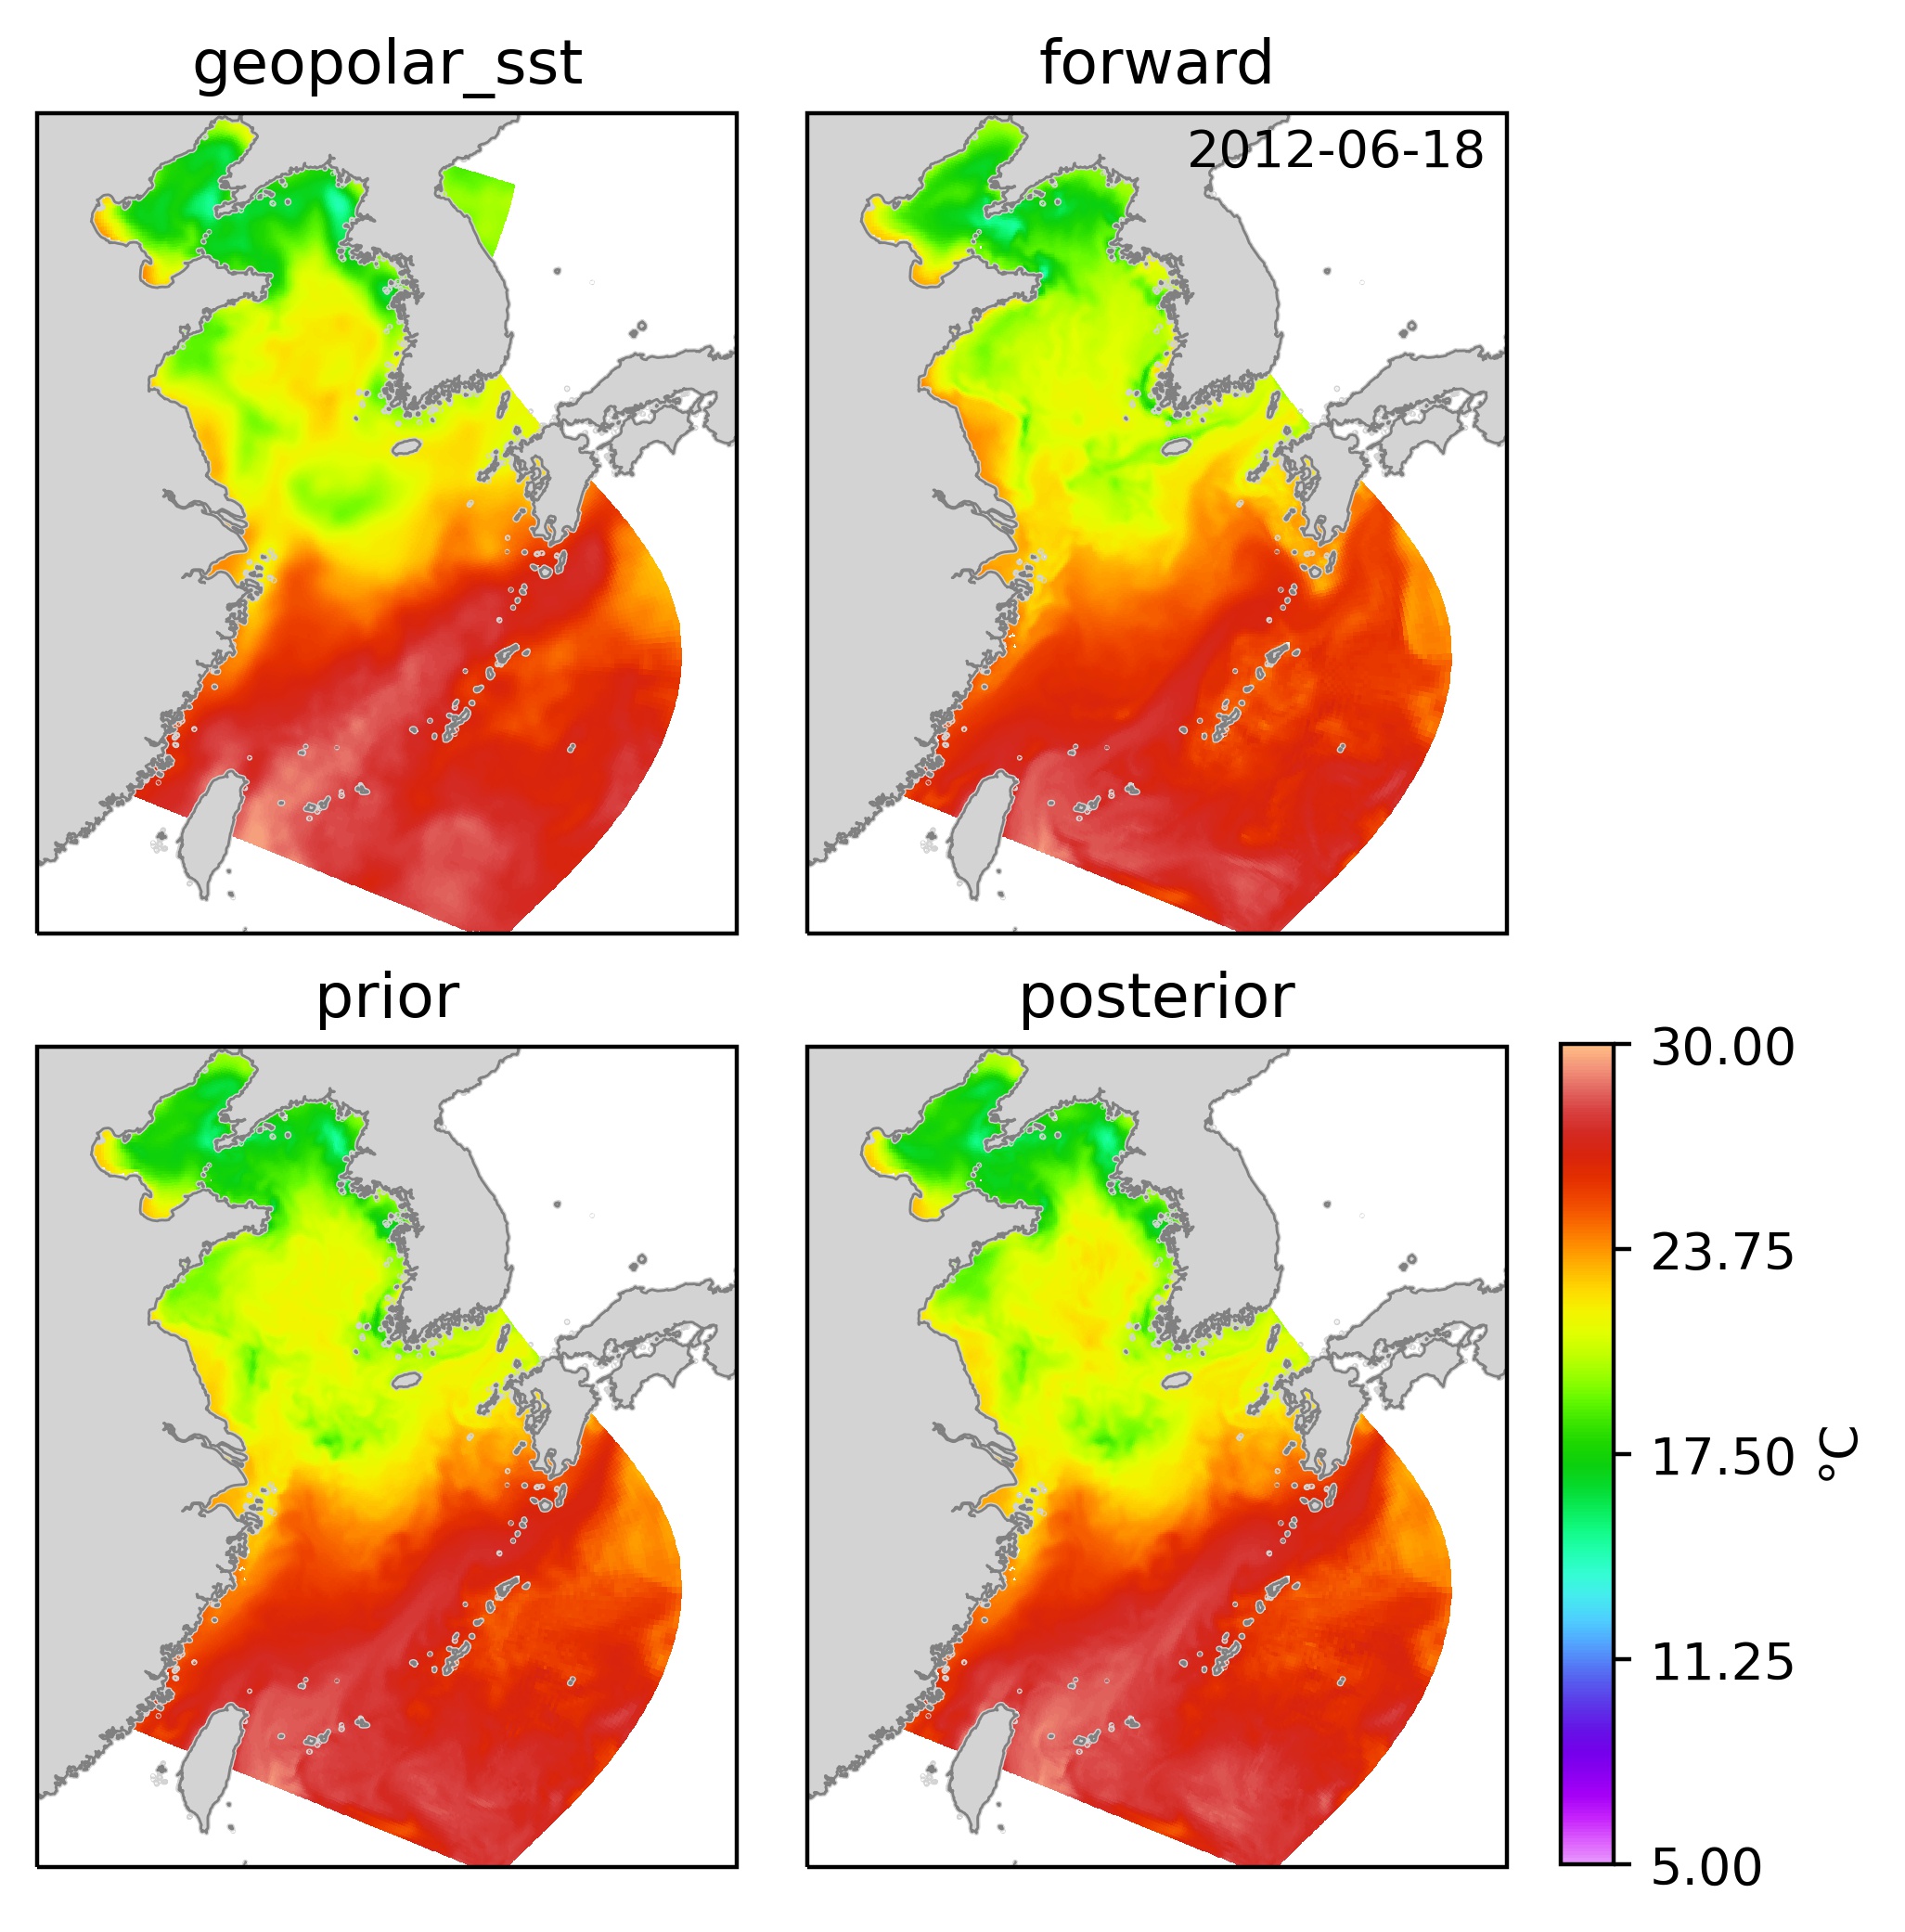 geopolar_sst
forward
2012-06-18
prior
posterior
30.00
23.75
17.50
11.25
5.00
°C